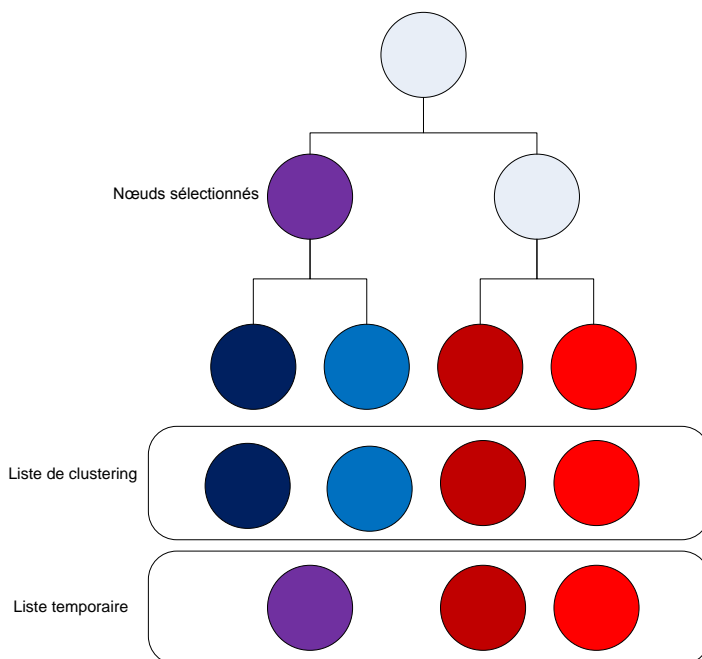 Nœuds sélectionnés
Liste de clustering
Liste temporaire